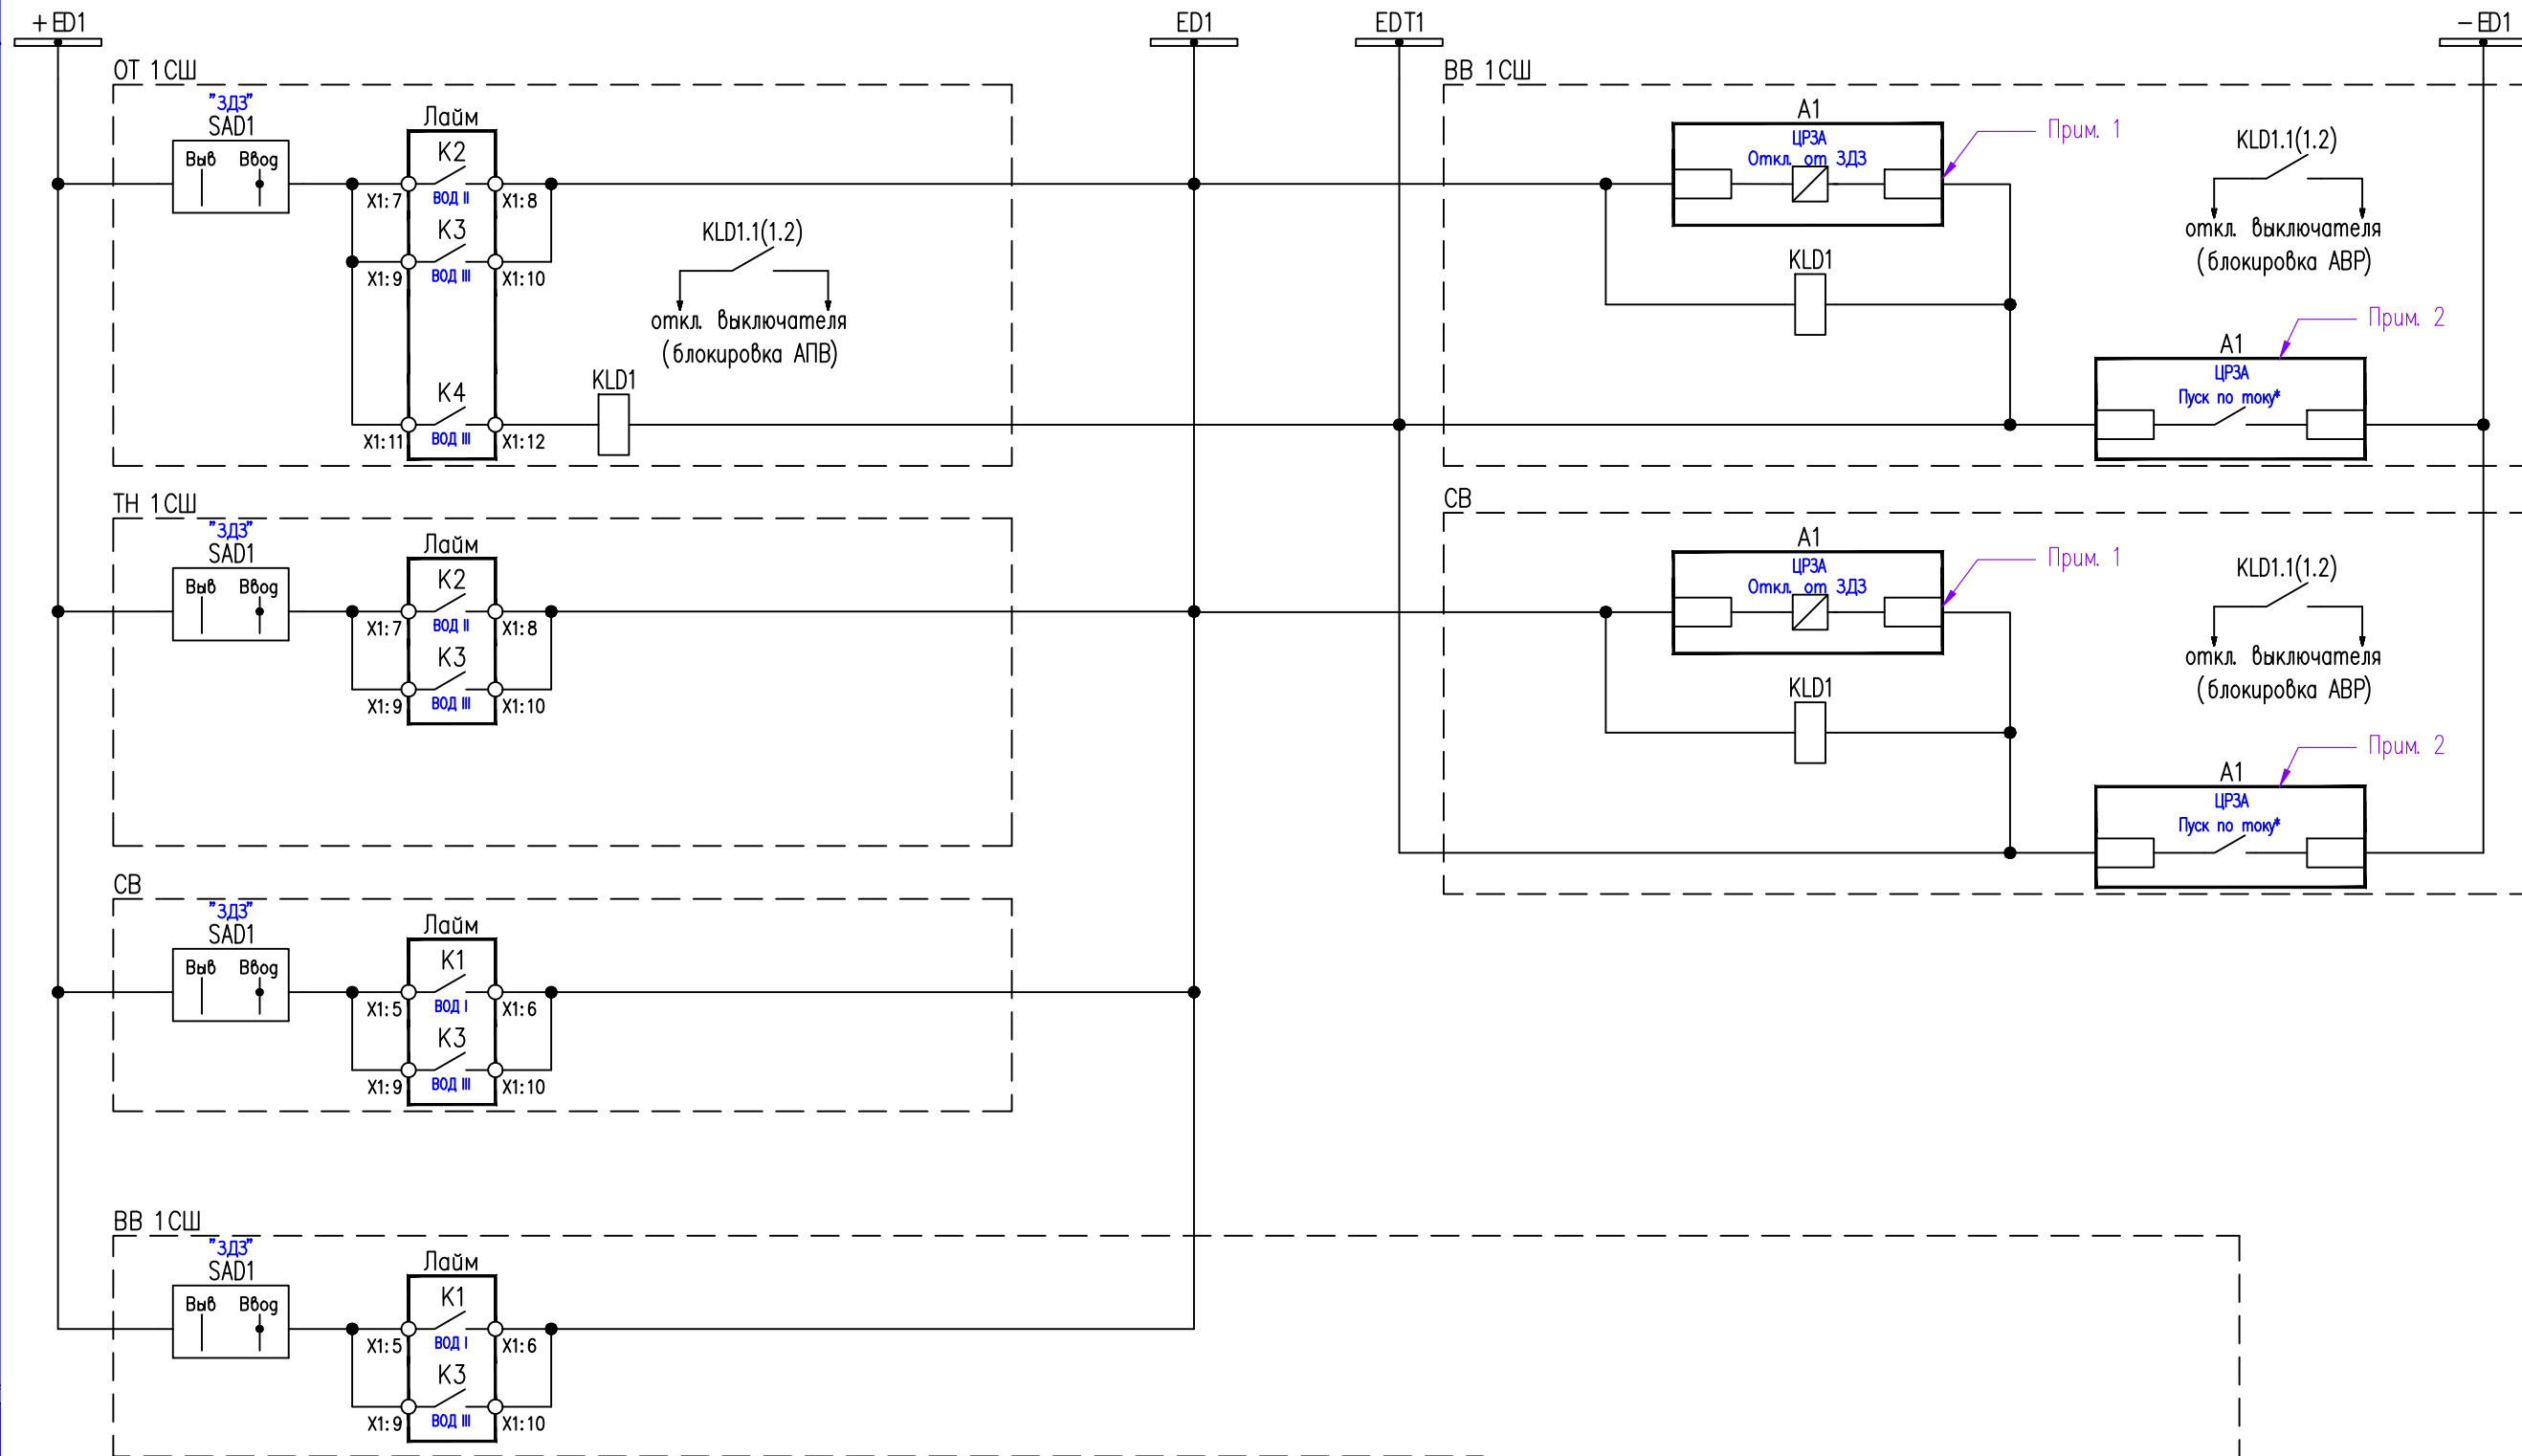 +ED1
ED1
EDT1
-ED1
ОТ 1СШ
"ЗДЗ"
SAD1
Выв Ввод
Лайм
K2
ВОД II
X1:7
X1:8
K3
ВОД III
X1:9
X1:10
KLD1.1(1.2)
откл. выключателя
(блокировка АПВ)
K4
ВОД III
X1:11
X1:12
KLD1
ВВ 1СШ
A1
ЦРЗА
Откл. от ЗДЗ
Прим. 1
KLD1.1(1.2)
откл. выключателя
(блокировка АВР)
KLD1
Прим. 2
A1
ЦРЗА
Пуск по току*
ТН 1СШ
"ЗДЗ"
SAD1
Выв Ввод
Лайм
K2
ВОД II
X1:7
X1:8
K3
ВОД III
X1:9
X1:10
СВ
A1
ЦРЗА
Откл. от ЗДЗ
Прим. 1
KLD1.1(1.2)
откл. выключателя
(блокировка АВР)
KLD1
Прим. 2
A1
ЦРЗА
Пуск по току*
СВ
"ЗДЗ"
SAD1
Выв Ввод
Лайм
K1
ВОД I
X1:5
X1:6
K3
ВОД III
X1:9
X1:10
ВВ 1СШ
"ЗДЗ"
SAD1
Выв Ввод
Лайм
K1
ВОД I
X1:5
X1:6
K3
ВОД III
X1:9
X1:10